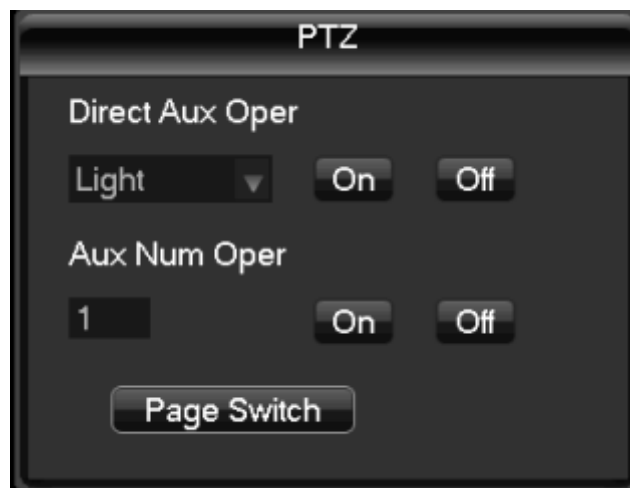 PTZ
Direct Aux Oper
Light On Off
Aux Num Oper
1 On Off
Page Switch